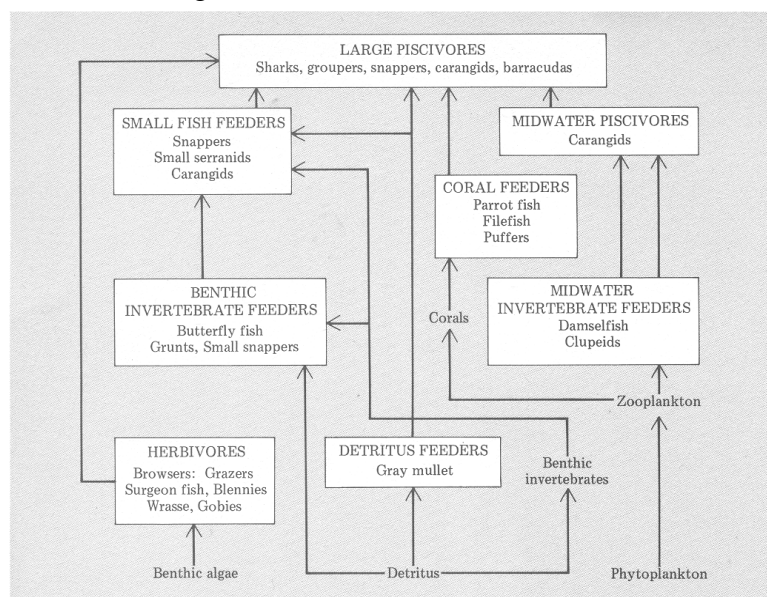 LARGE PISCIVORES
Sharks, groupers, snappers, carangids, barracudas
SMALL FISH FEEDERS
Snappers
Small serranids
Carangids
MIDWATER PISCIVORES
Carangids
CORAL FEEDERS
Parrot fish
Filefish
Puffers
BENTHIC
INVERTEBRATE FEEDERS
Butterfly fish
Grunts, Small snappers
Corals
MIDWATER
INVERTEBRATE FEEDERS
Damselfish
Clupeids
Zooplankton
HERBIVORES
Browsers: Grazers
Surgeon fish, Blennies
Wrasse, Gobies
DETRITUS FEEDERS
Gray mullet
Benthic
invertebrates
Benthic algae
Detritus
Phytoplankton